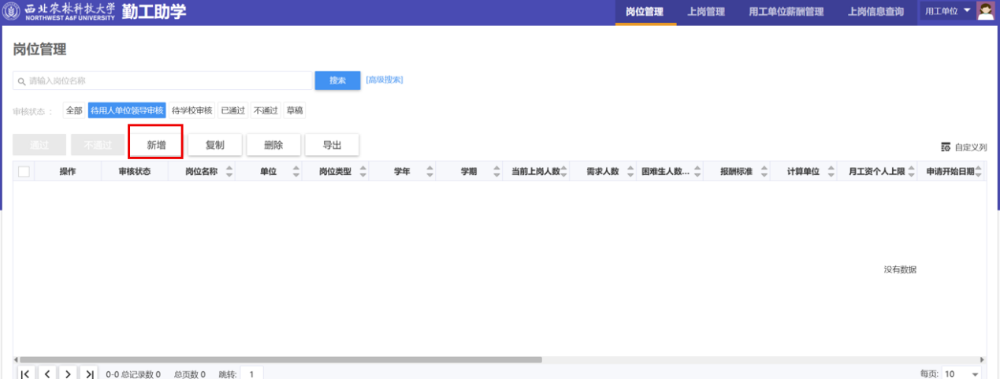 西北农林科技大学 勤工助学 岗位管理 上岗管理 用工单位薪酬管理 上岗信息查询 用工单位
NORTHWEST A&F UNIVERSITY
岗位管理
请输入岗位名称 搜索 [高级搜索]
审核状态 : 全部 待用人单位领导审核 待学校审核 已通过 不通过 草稿
通过 不通过 新增 复制 删除 导出 自定义列
操作 审核状态 岗位名称 单位 岗位类型 学年 学期 当前上岗人数 需求人数 困难生人数... 报酬标准 计算单位 月工资个人上限 申请开始日期
没有数据
0-0 总记录数 0 总页数 0 跳转: 1 每页: 10